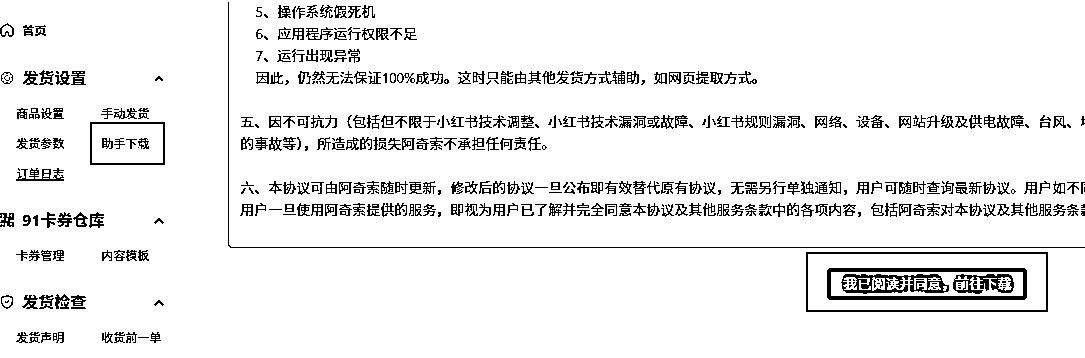 首页
发货设置
商品设置 手动发货
发货参数 助手下载
订单日志
91卡券仓库
卡券管理 内容模板
发货检查
发货声明 收货前一单
5、操作系统假死机
6、应用程序运行权限不足
7、运行出现异常
因此，仍然无法保证100%成功。这时只能由其他发货方式辅助，如网页提取方式。
五、因不可抗力（包括但不限于小红书技术调整、小红书技术漏洞或故障、小红书规则漏洞、网络、设备、网站升级及供电故障、台风、
的事故等），所造成的损失阿奇索不承担任何责任。
六、本协议可由阿奇索随时更新，修改后的协议一旦公布即有效替代原有协议，无需另行单独通知，用户可随时查询最新协议。用户如不
用户一旦使用阿奇索提供的服务，即视为用户已了解并完全同意本协议及其他服务条款中的各项内容，包括阿奇索对本协议及其他服务条款
我已阅读并同意，前往下载